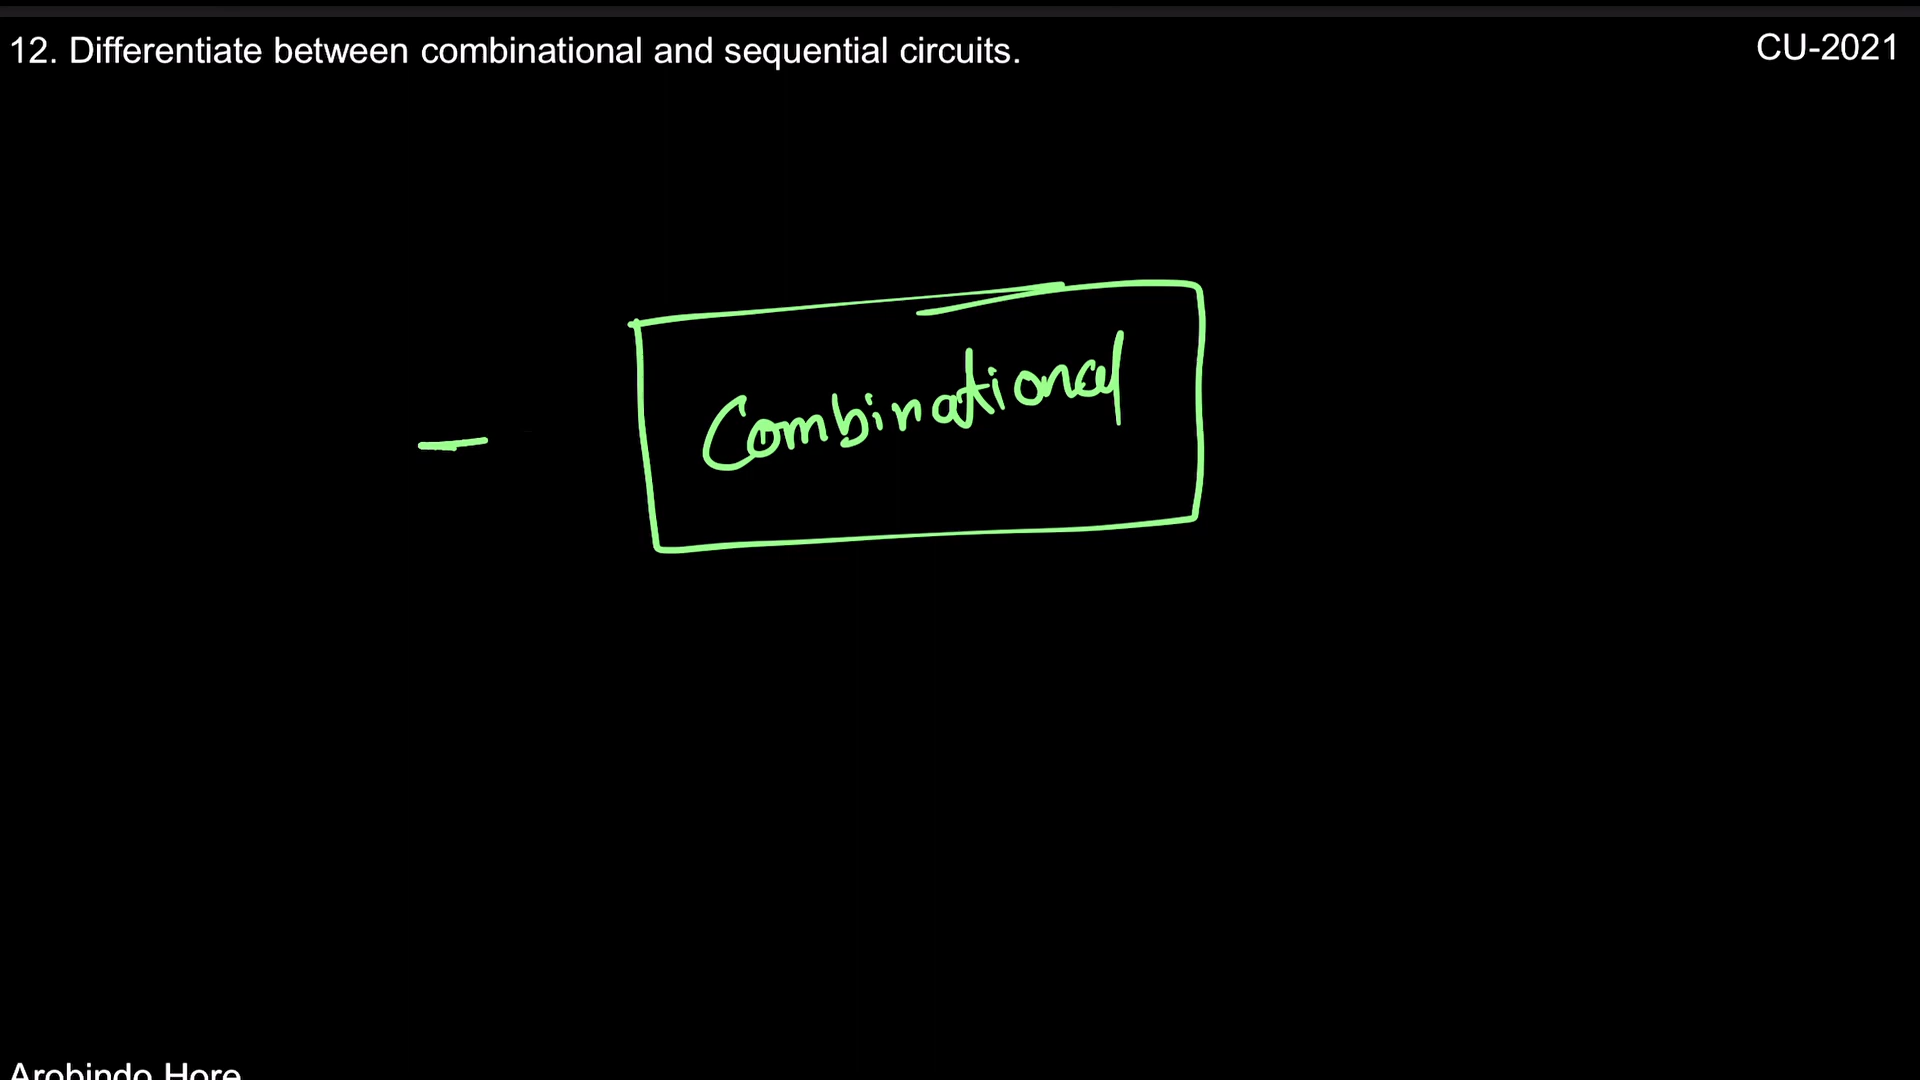 12. Differentiate between combinational and sequential circuits.
CU-2021
Combinational
Arobindo Hore